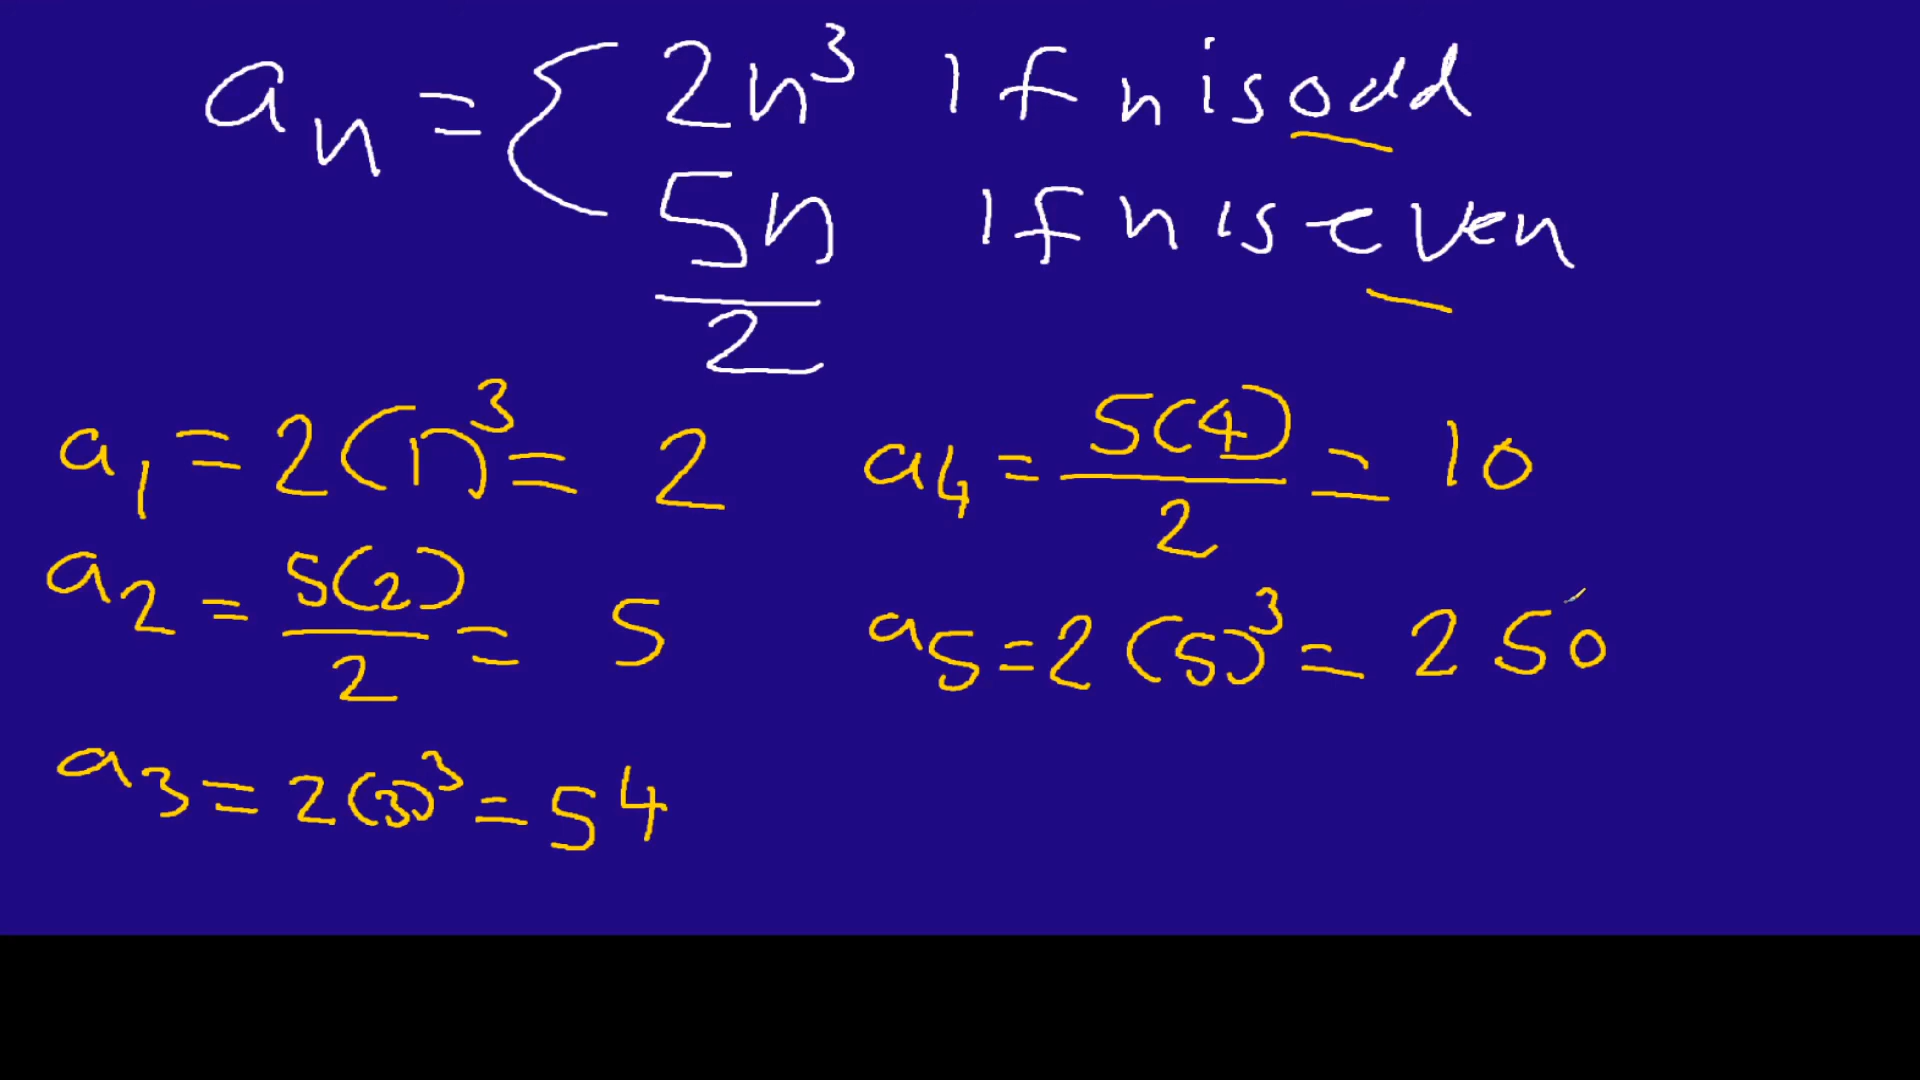 aₙ = { 2n³ if n is odd
5n/2 if n is even
a₁ = 2(1)³ = 2
a₂ = 5(2)/2 = 5
a₃ = 2(3)³ = 54
a₄ = 5(4)/2 = 10
a₅ = 2(5)³ = 250